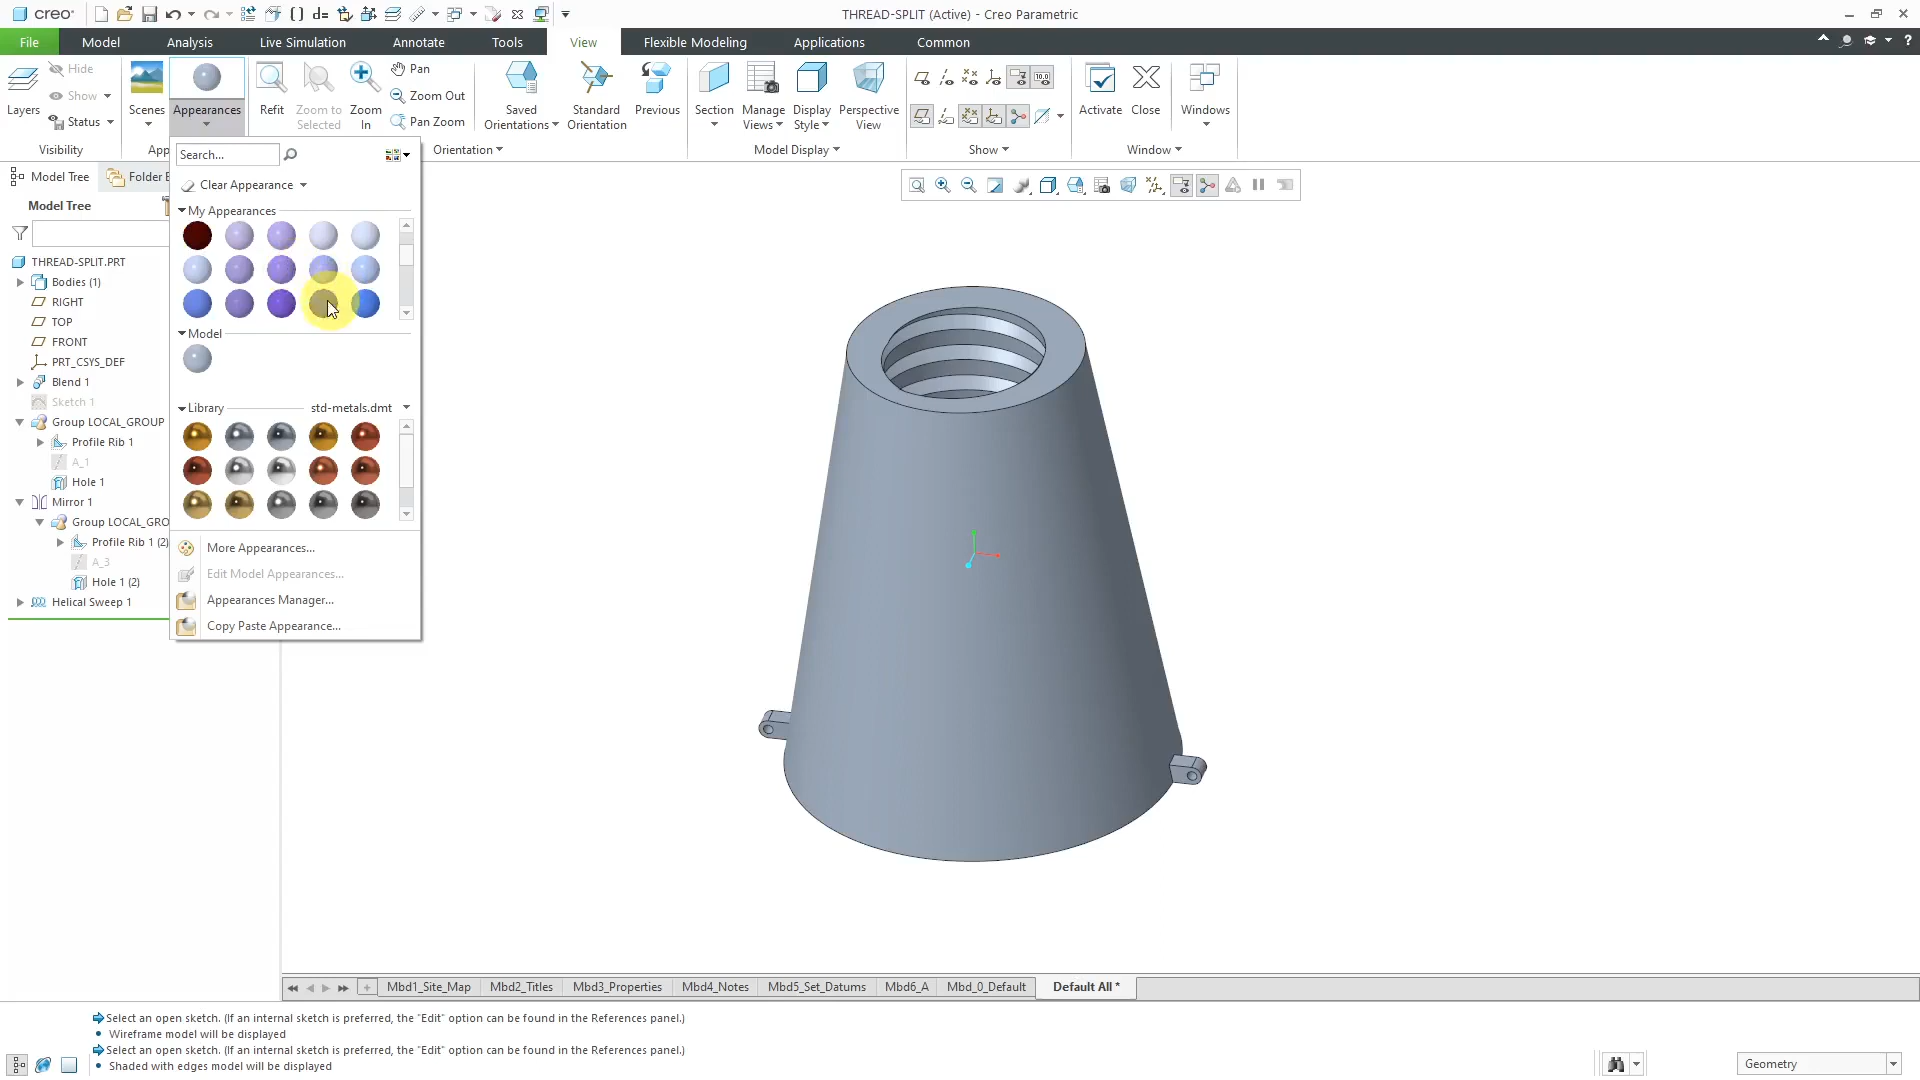 creo
d=
THREAD-SPLIT (Active) - Creo Parametric
File
Model
Analysis
Live Simulation
Annotate
Tools
View
Flexible Modeling
Applications
Common
Layers
Hide
Show
Status
Visibility
Scenes
Appearances
App
Refit
Zoom to
Selected
Zoom
In
Pan
Zoom Out
Pan Zoom
Saved
Orientations
Standard
Orientation
Previous
Orientation
Section
Manage
Views
Display
Style
Perspective
View
Model Display
10.0
Show
Activate
Close
Windows
Window
Model Tree
Folder
Model Tree
THREAD-SPLIT.PRT
Bodies (1)
RIGHT
TOP
FRONT
PRT_CSYS_DEF
Blend 1
Sketch 1
Group LOCAL_GROUP
Profile Rib 1
A_1
Hole 1
Mirror 1
Group LOCAL_GRO
Profile Rib 1 (2)
A_3
Hole 1 (2)
Helical Sweep 1
Search...
Clear Appearance
My Appearances
Model
Library
std-metals.dmt
More Appearances...
Edit Model Appearances...
Appearances Manager...
Copy Paste Appearance...
Mbd1_Site_Map
Mbd2_Titles
Mbd3_Properties
Mbd4_Notes
Mbd5_Set_Datums
Mbd6_A
Mbd_0_Default
Default All *
Select an open sketch. (If an internal sketch is preferred, the "Edit" option can be found in the References panel.)
Wireframe model will be displayed
Select an open sketch. (If an internal sketch is preferred, the "Edit" option can be found in the References panel.)
Shaded with edges model will be displayed
Geometry